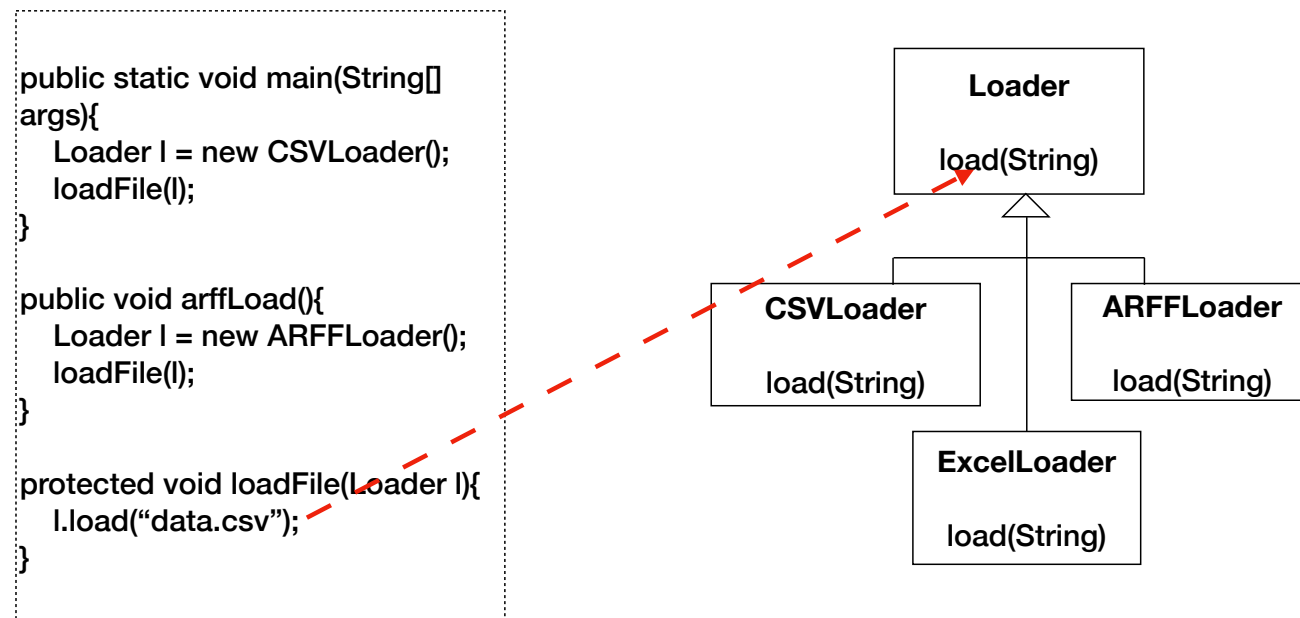 public static void main(String[]
args){
Loader l = new CSVLoader();
loadFile(l);
}
public void arffLoad(){
Loader l = new ARFFLoader();
loadFile(l);
}
protected void loadFile(Loader l){
l.load(“data.csv”);
}
Loader
load(String)
CSVLoader
load(String)
ARFFLoader
load(String)
ExcelLoader
load(String)